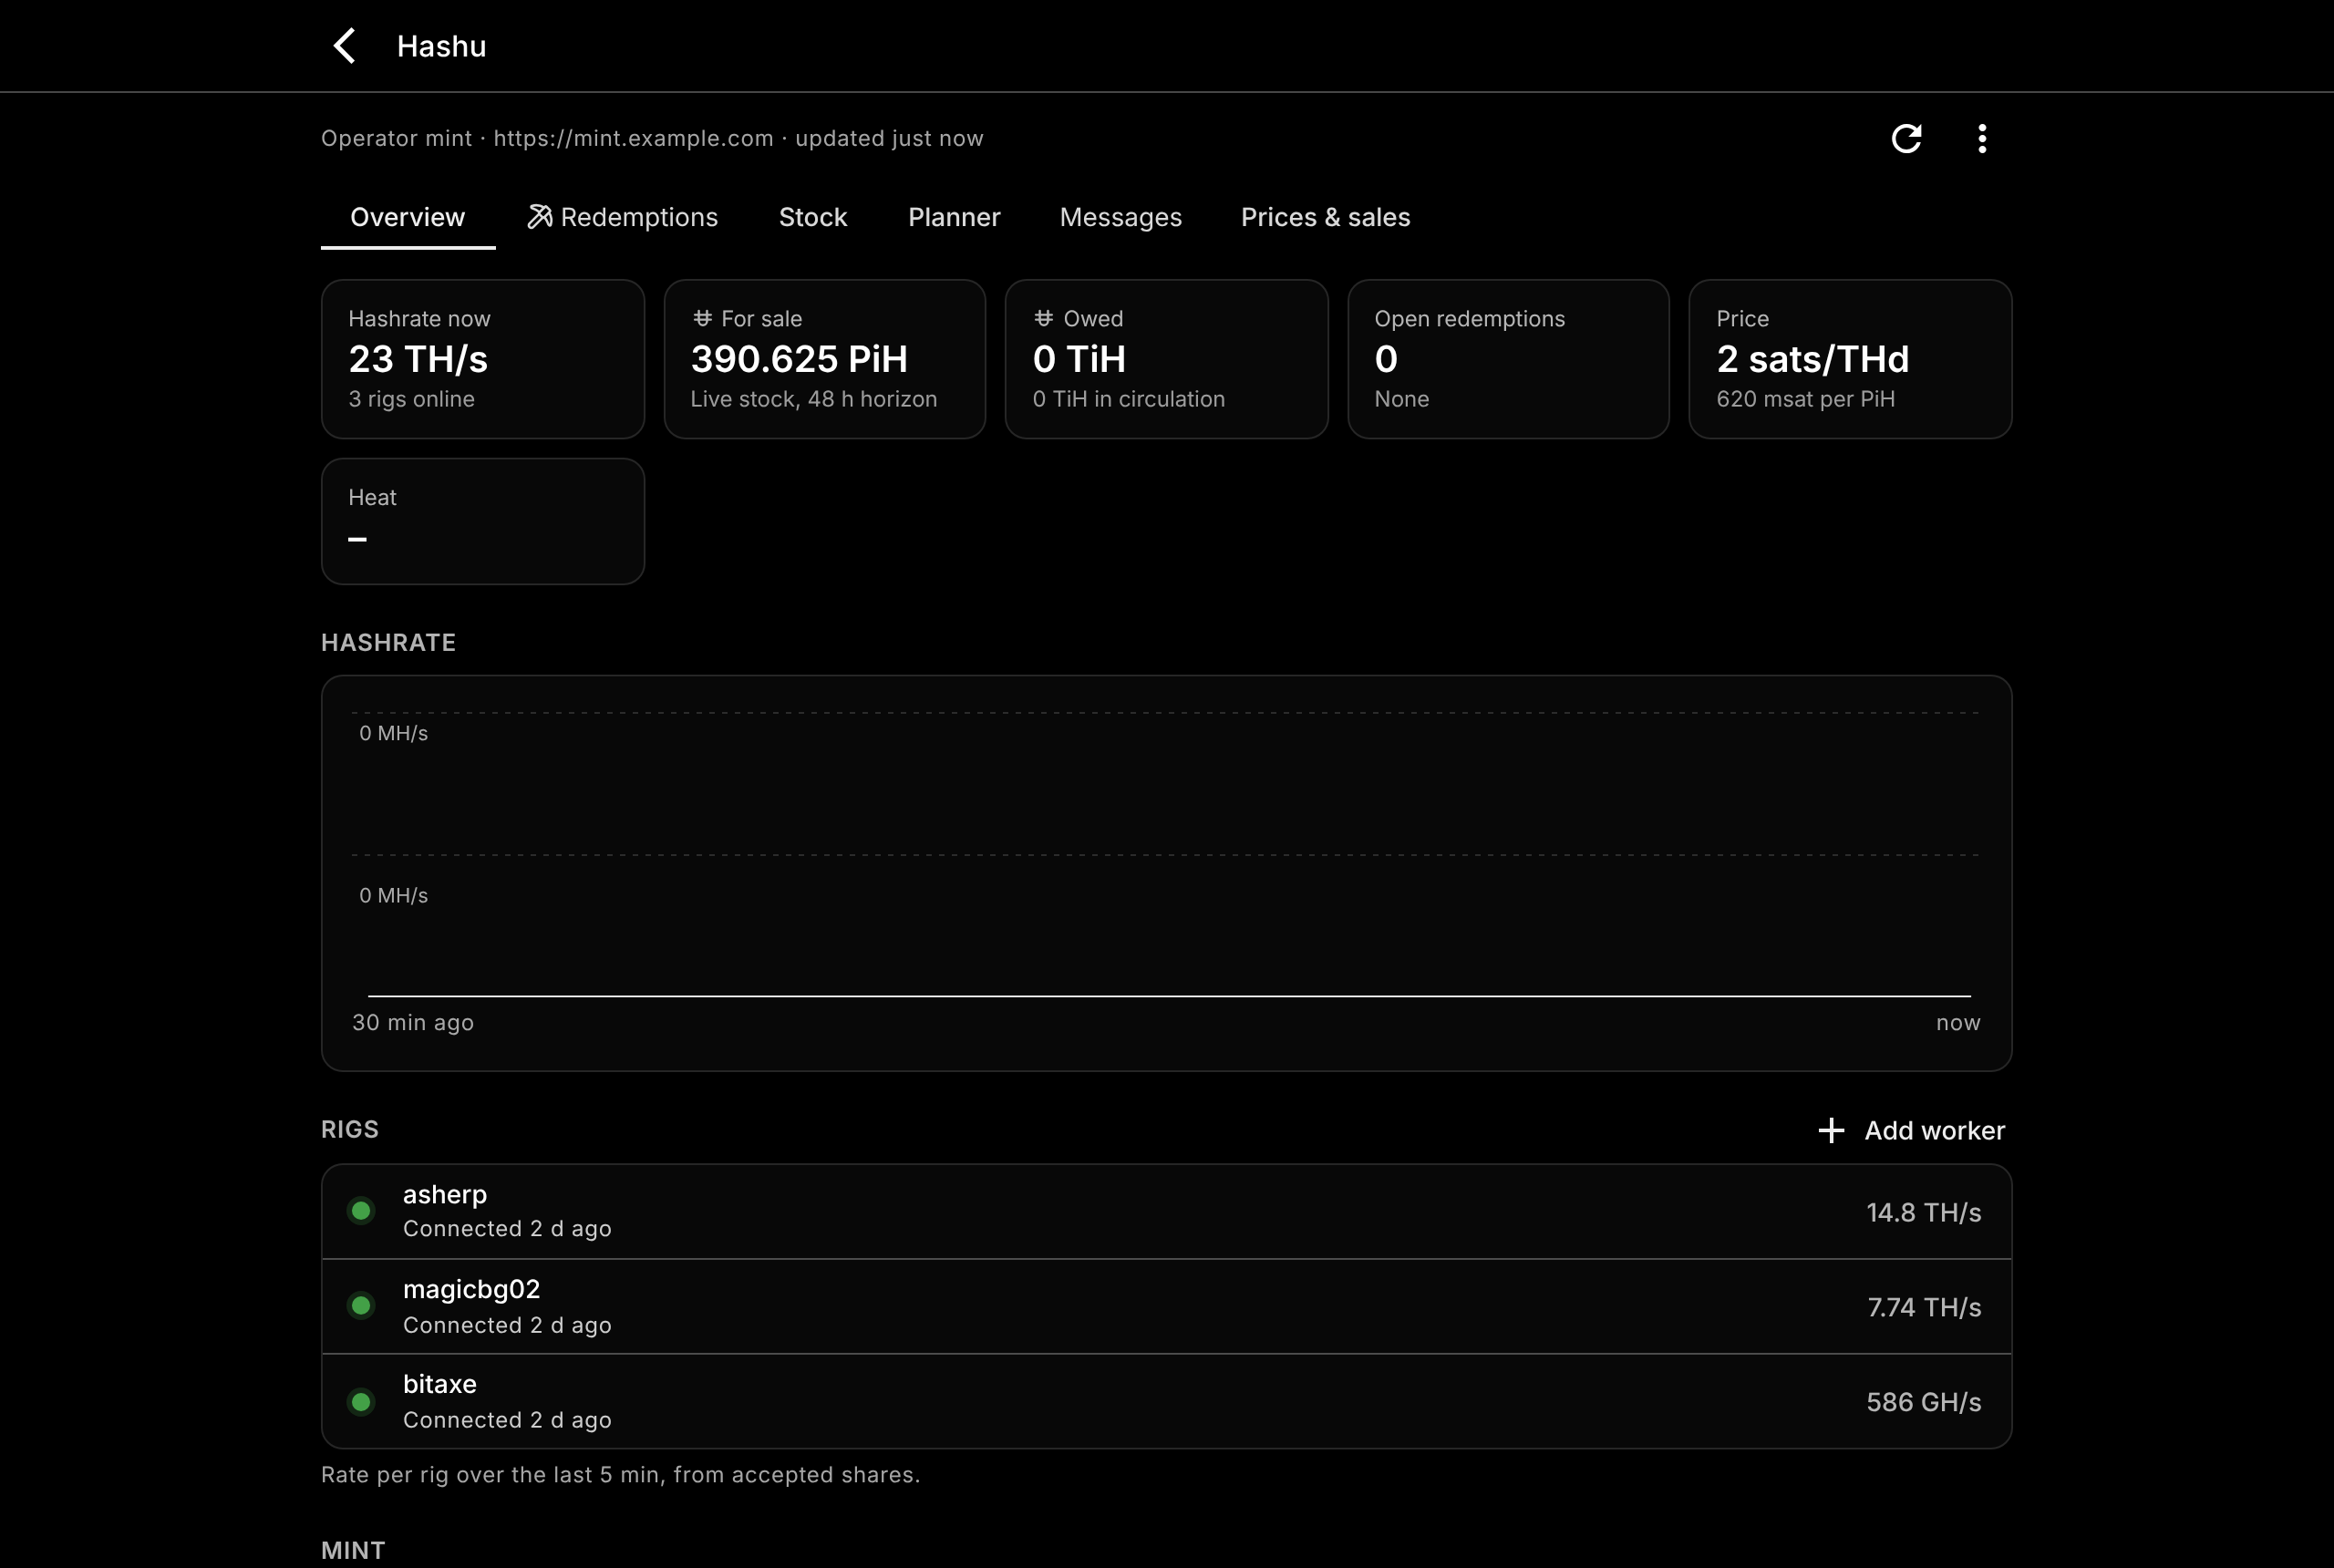 Hashu
Operator mint · https://mint.example.com · updated just now
Overview
Redemptions
Stock
Planner
Messages
Prices & sales
Hashrate now
23 TH/s
3 rigs online
For sale
390.625 PiH
Live stock, 48 h horizon
Owed
0 TiH
0 TiH in circulation
Open redemptions
0
None
Price
2 sats/THd
620 msat per PiH
Heat
–
HASHRATE
0 MH/s
0 MH/s
30 min ago
now
RIGS
Add worker
asherp
Connected 2 d ago
14.8 TH/s
magicbg02
Connected 2 d ago
7.74 TH/s
bitaxe
Connected 2 d ago
586 GH/s
Rate per rig over the last 5 min, from accepted shares.
MINT